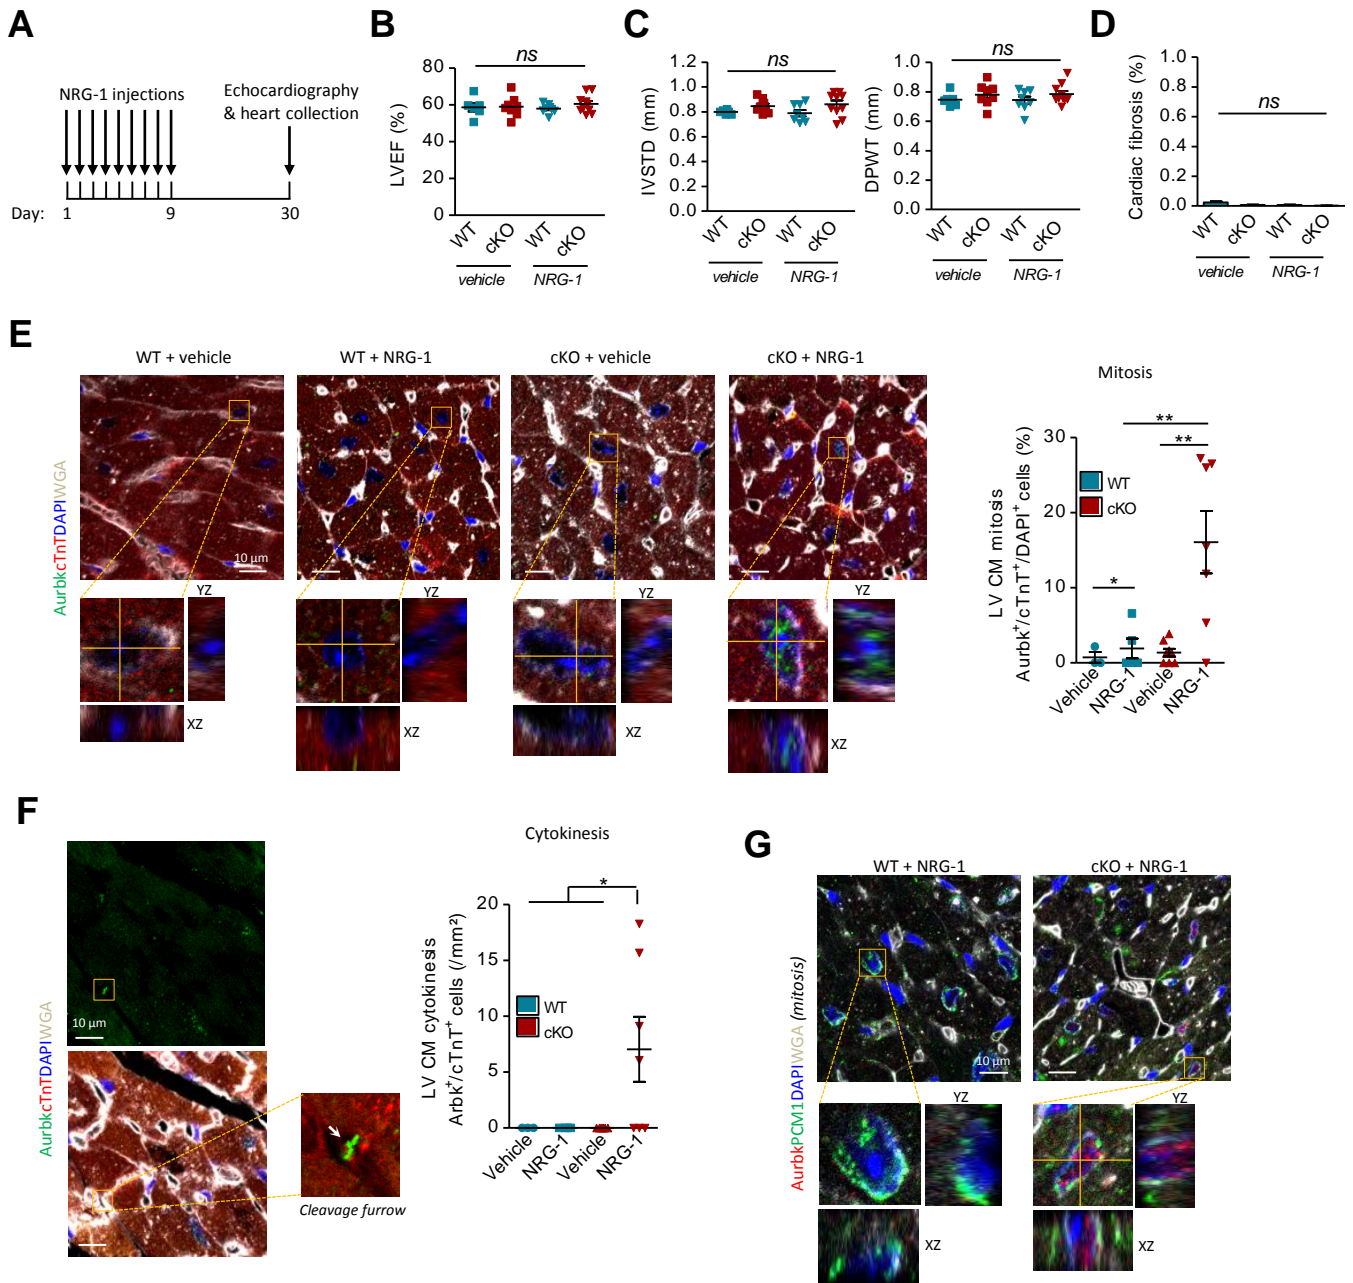 A
NRG-1 injections
Echocardiography
& heart collection
Day:
1
9
30
B
ns
LVEF (%)
80
60
40
20
0
WT
cKO
WT
cKO
vehicle
NRG-1
C
ns
IVSTD (mm)
1.2
1.0
0.8
0.6
0.4
0.2
0.0
WT
cKO
WT
cKO
vehicle
NRG-1
ns
DPWT (mm)
1.0
0.8
0.6
0.4
0.2
0.0
WT
cKO
WT
cKO
vehicle
NRG-1
D
ns
Cardiac fibrosis (%)
1.0
0.8
0.6
0.4
0.2
0.0
WT
cKO
WT
cKO
vehicle
NRG-1
E
WT + vehicle
WT + NRG-1
cKO + vehicle
cKO + NRG-1
AurbkcTnTDAPIWGA
10 µm
YZ
XZ
YZ
XZ
YZ
XZ
YZ
XZ
Mitosis
LV CM mitosis
Aurbk⁺/cTnT⁺/DAPI⁺ cells (%)
30
20
10
0
**
**
*
WT
cKO
Vehicle
NRG-1
Vehicle
NRG-1
F
AurbkcTnTDAPIWGA
10 µm
Cleavage furrow
Cytokinesis
*
LV CM cytokinesis
Arbk⁺/cTnT⁺ cells (/mm²)
20
15
10
5
0
WT
cKO
Vehicle
NRG-1
Vehicle
NRG-1
G
WT + NRG-1
cKO + NRG-1
AurbkPCM1DAPIWGA (mitosis)
10 µm
YZ
XZ
YZ
XZ